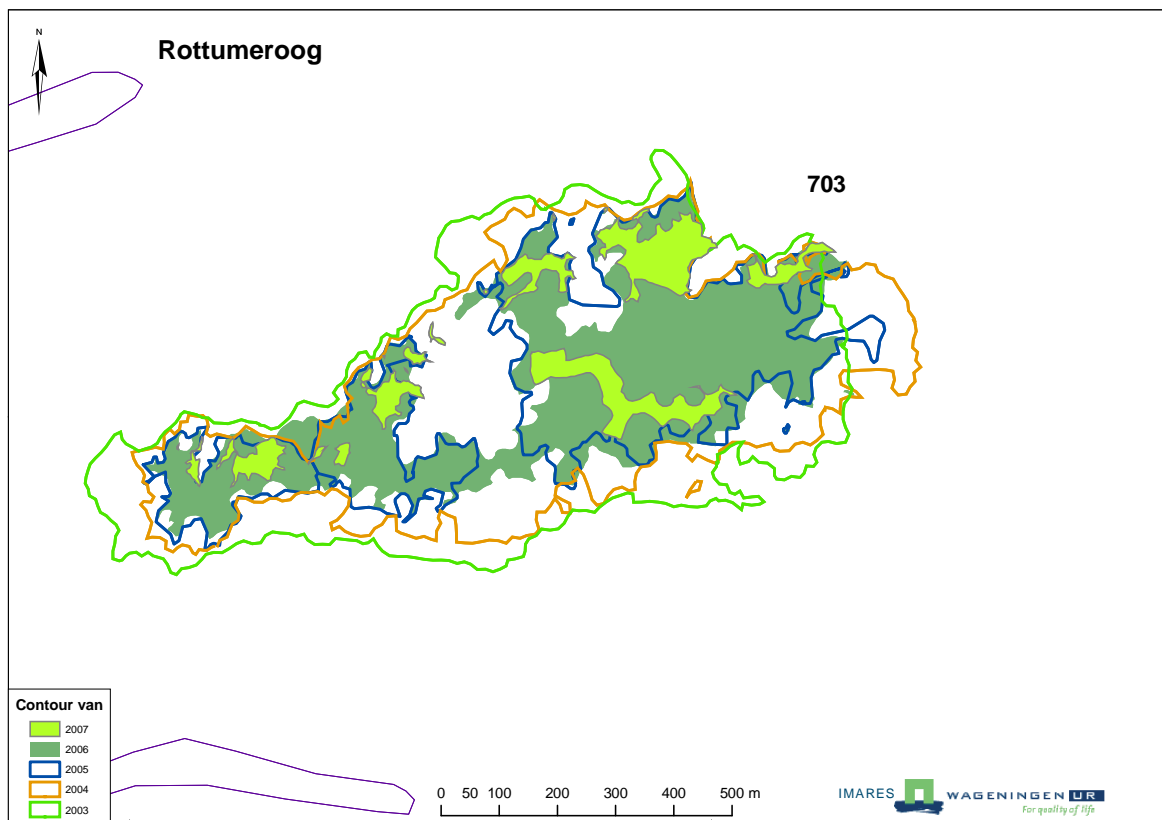 Rottumeroog
N
703
Contour van
2007
2006
2005
2004
2003
0 50 100 200 300 400 500 m
IMARES WAGENINGEN UR
For quality of life